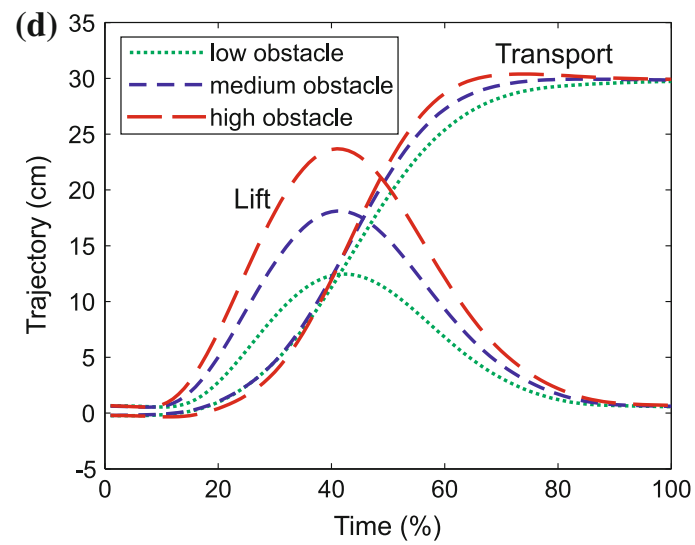 (d)
35
30
25
20
15
10
5
0
-5
Trajectory (cm)
low obstacle
medium obstacle
high obstacle
Transport
Lift
0 20 40 60 80 100
Time (%)